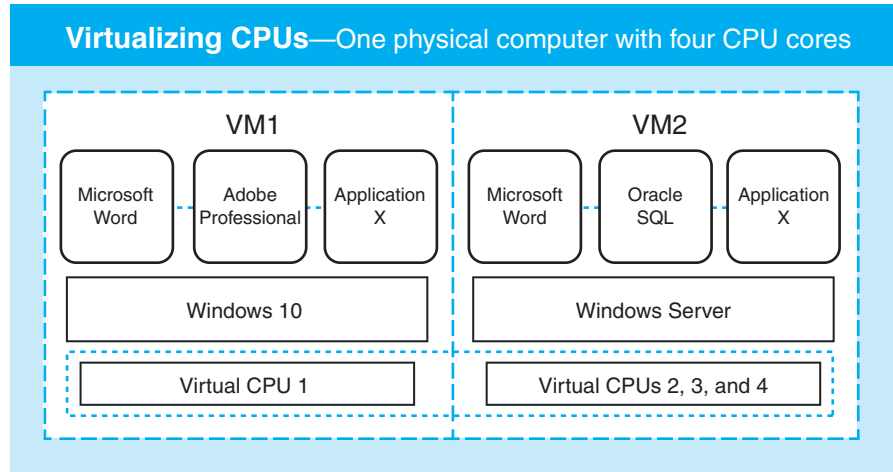 Virtualizing CPUs—One physical computer with four CPU cores
VM1
Microsoft
Word
Adobe
Professional
Application
X
Windows 10
Virtual CPU 1
VM2
Microsoft
Word
Oracle
SQL
Application
X
Windows Server
Virtual CPUs 2, 3, and 4